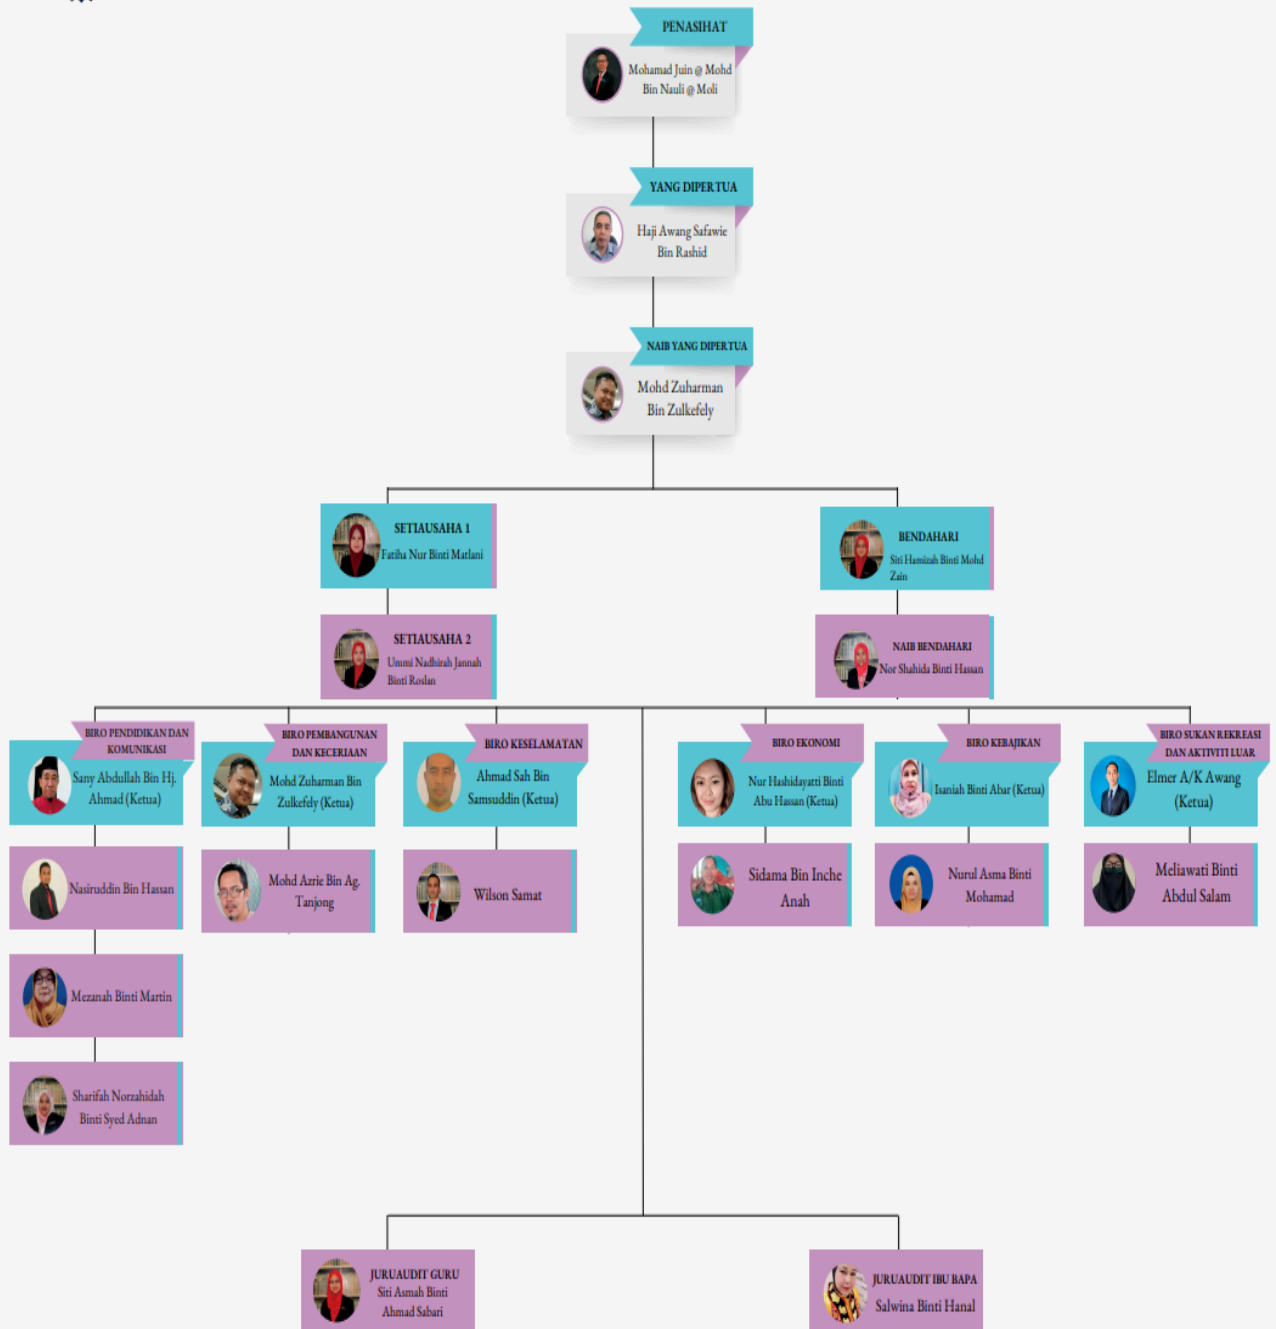 PENASIHAT
Mohamad Juin @ Mohd
Bin Nauli @ Moli
YANG DIPERTUA
Haji Awang Safawie
Bin Rashid
NAIB YANG DIPERTUA
Mohd Zuharman
Bin Zulkefely
SETIAUSAHA 1
Fatiha Nur Binti Matlani
BENDAHARI
Siti Hamizah Binti Mohd
Zain
SETIAUSAHA 2
Ummi Nadhirah Jannah
Binti Roslan
NAIB BENDAHARI
Nor Shahida Binti Hassan
BIRO PENDIDIKAN DAN
KOMUNIKASI
Sany Abdullah Bin Hj.
Ahmad (Ketua)
Nasiruddin Bin Hassan
Mezanah Binti Martin
Sharifah Norzahidah
Binti Syed Adnan
BIRO PEMBANGUNAN
DAN KECERIAAN
Mohd Zuharman Bin
Zulkefely (Ketua)
Mohd Azrie Bin Ag.
Tanjong
BIRO KESELAMATAN
Ahmad Sah Bin
Samsuddin (Ketua)
Wilson Samat
BIRO EKONOMI
Nur Hashidayatti Binti
Abu Hassan (Ketua)
Sidama Bin Inche
Anah
BIRO KEBAJIKAN
Isaniah Binti Abar (Ketua)
Nurul Asma Binti
Mohamad
BIRO SUKAN REKREASI
DAN AKTIVITI LUAR
Elmer A/K Awang
(Ketua)
Meliawati Binti
Abdul Salam
JURUAUDIT GURU
Siti Asmah Binti
Ahmad Sabari
JURUAUDIT IBU BAPA
Salwina Binti Hanal